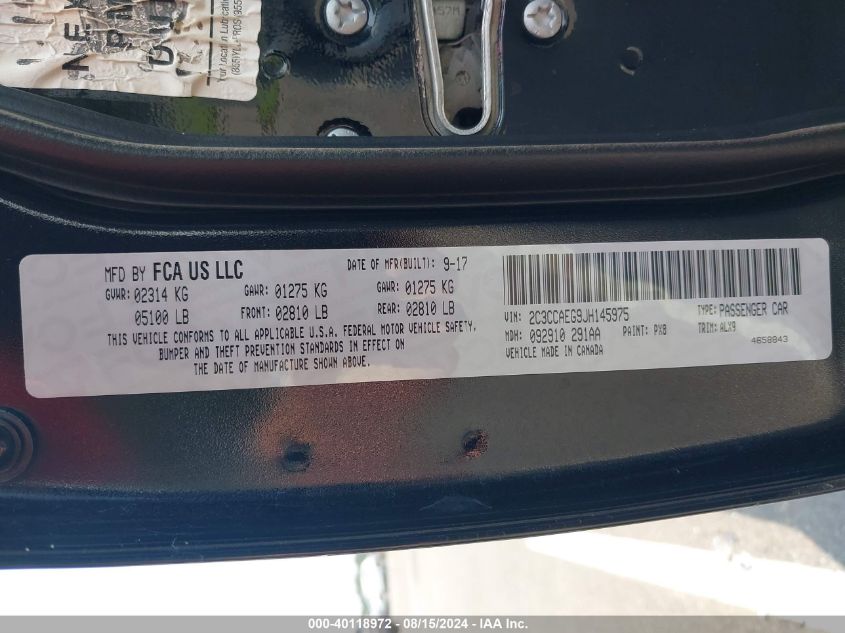 57M
MFD BY FCA US LLC
DATE OF MFR(BUILT): 9-17
GVWR: 02314 KG GAWR: 01275 KG GAWR: 01275 KG
05100 LB FRONT: 02810 LB REAR: 02810 LB
THIS VEHICLE CONFORMS TO ALL APPLICABLE U.S.A. FEDERAL MOTOR VEHICLE SAFETY,
BUMPER AND THEFT PREVENTION STANDARDS IN EFFECT ON
THE DATE OF MANUFACTURE SHOWN ABOVE.
VIN: 2C3CCAEG9JH145975 TYPE: PASSENGER CAR
MDH: 092910 291AA PAINT: PX8 TRIM: ALX9
VEHICLE MADE IN CANADA 4658843
000-40118972 - 08/15/2024 - IAA Inc.